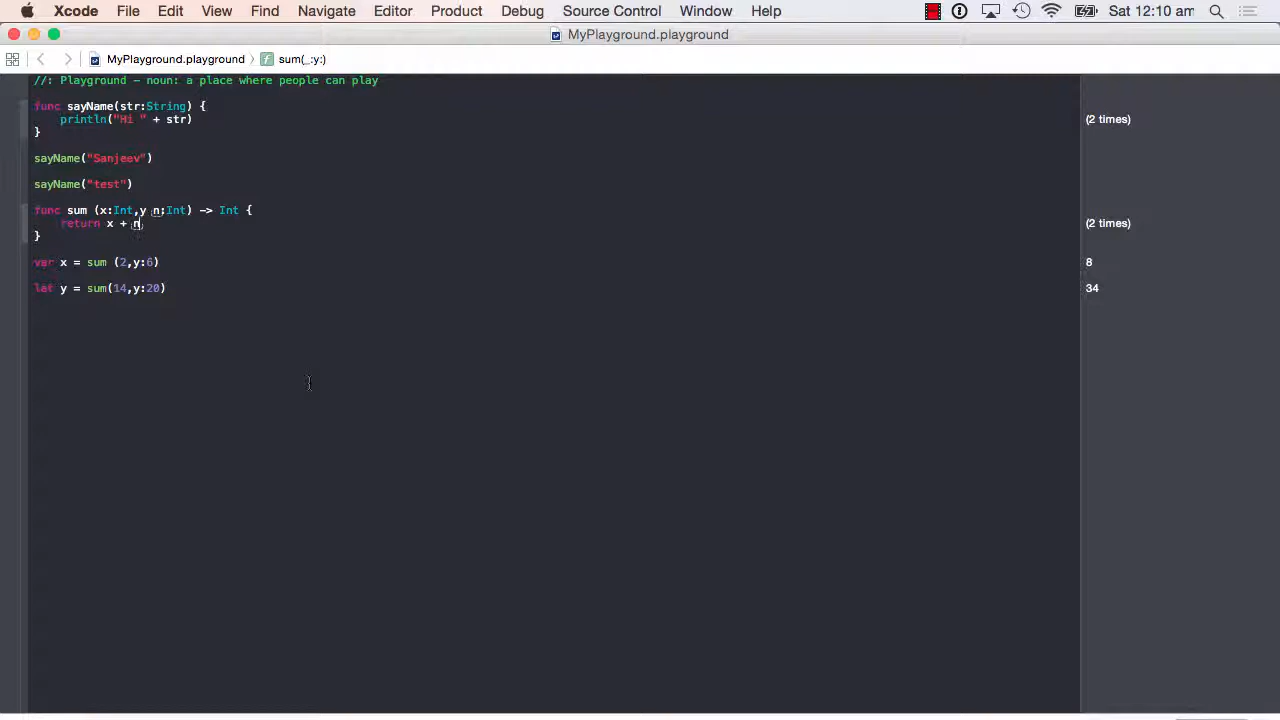 Xcode File Edit View Find Navigate Editor Product Debug Source Control Window Help Sat 12:10 am
MyPlayground.playground
MyPlayground.playground f sum(_:y:)
//: Playground – noun: a place where people can play
func sayName(str:String) {
println("Hi " + str) (2 times)
}
sayName("Sanjeev")
sayName("test")
func sum (x:Int,y n:Int) -> Int {
return x + n (2 times)
}
var x = sum (2,y:6) 8
let y = sum(14,y:20) 34